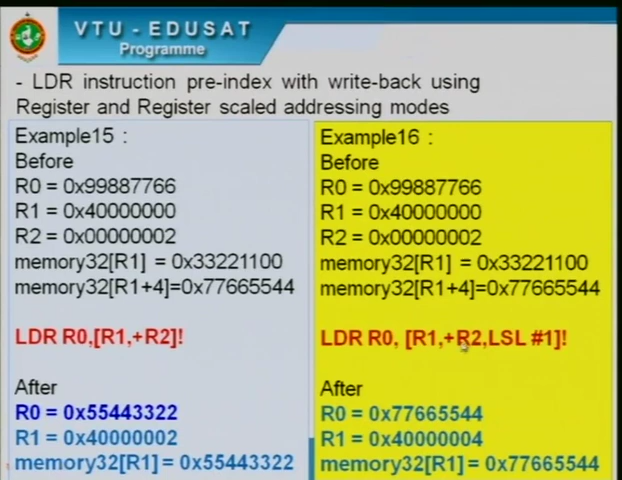 VTU - EDUSAT
Programme
- LDR instruction pre-index with write-back using
Register and Register scaled addressing modes
Example15 :
Before
R0 = 0x99887766
R1 = 0x40000000
R2 = 0x00000002
memory32[R1] = 0x33221100
memory32[R1+4]=0x77665544
LDR R0,[R1,+R2]!
After
R0 = 0x55443322
R1 = 0x40000002
memory32[R1] = 0x55443322
Example16 :
Before
R0 = 0x99887766
R1 = 0x40000000
R2 = 0x00000002
memory32[R1] = 0x33221100
memory32[R1+4]=0x77665544
LDR R0, [R1,+R2,LSL #1]!
After
R0 = 0x77665544
R1 = 0x40000004
memory32[R1] = 0x77665544